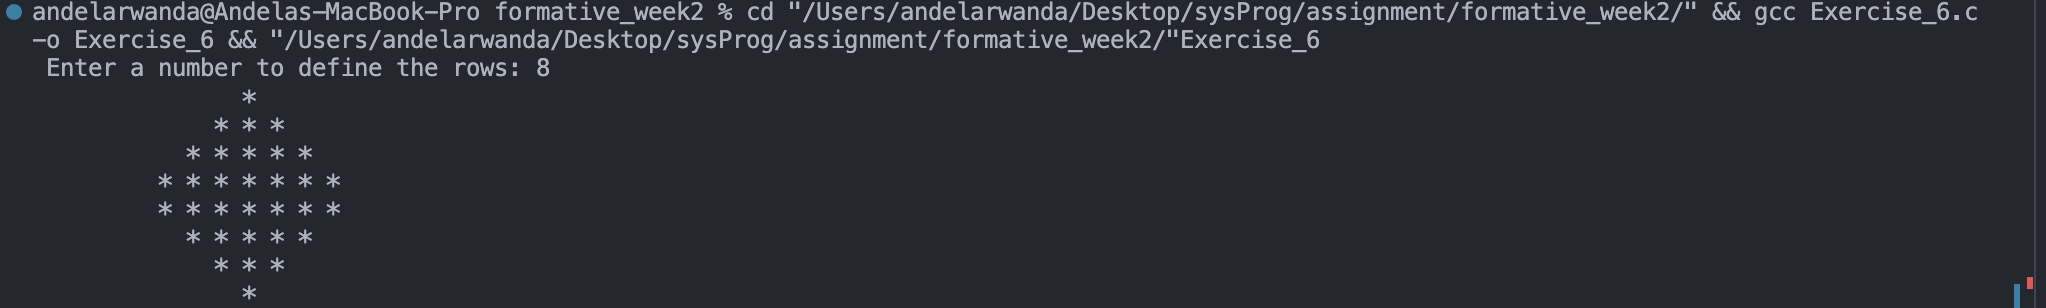 andelarwanda@Andelas-MacBook-Pro formative_week2 % cd "/Users/andelarwanda/Desktop/sysProg/assignment/formative_week2/" && gcc Exercise_6.c
-o Exercise_6 && "/Users/andelarwanda/Desktop/sysProg/assignment/formative_week2/"Exercise_6
 Enter a number to define the rows: 8
               *
             * * *
           * * * * *
         * * * * * * *
         * * * * * * *
           * * * * *
             * * *
               *